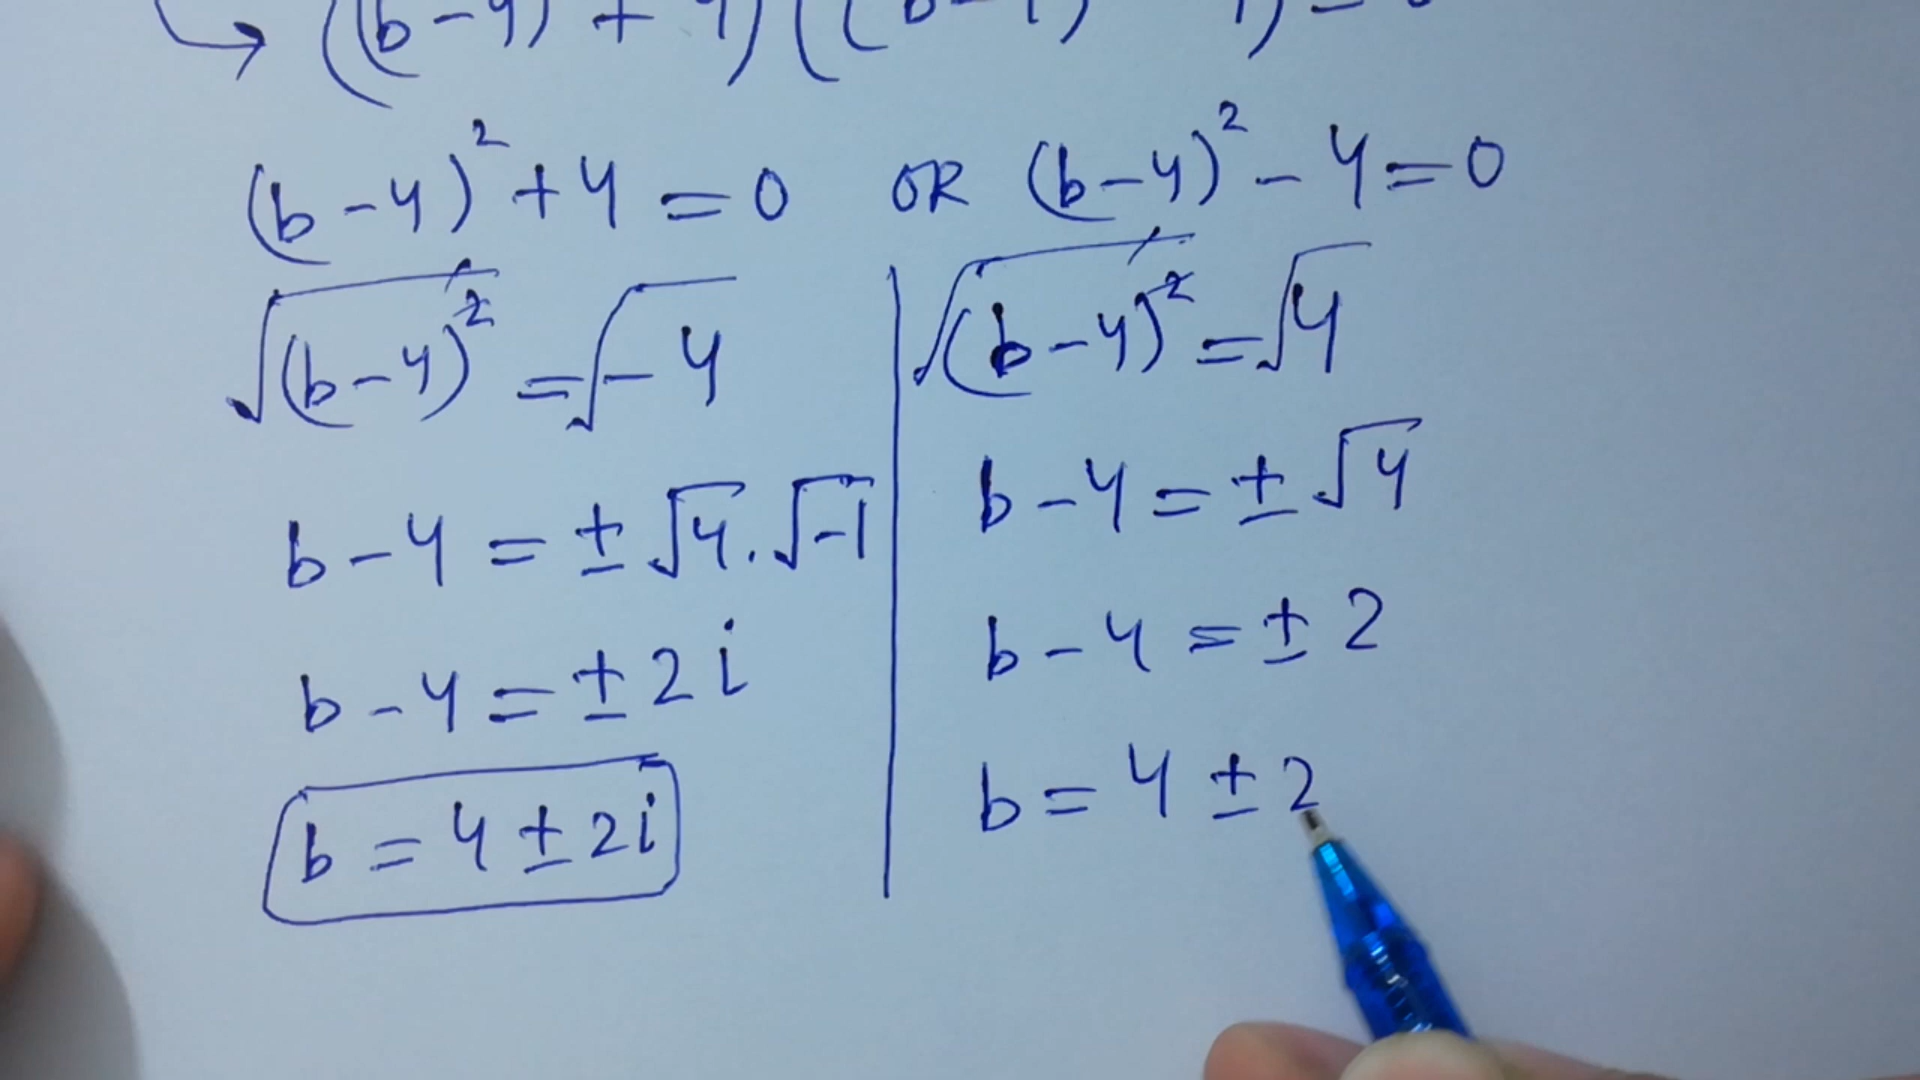 (b-4)²+4=0 OR (b-4)²-4=0
√(b-4)² = √-4
b-4 = ±√4.√-1
b-4 = ±2i
b = 4±2i
√(b-4)² = √4
b-4 = ±√4
b-4 = ±2
b = 4±2